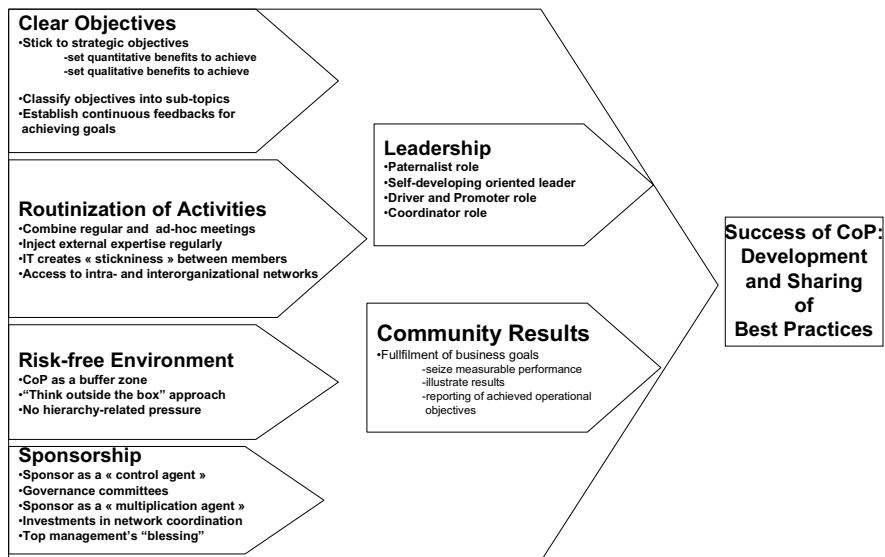 Clear Objectives
•Stick to strategic objectives
-set quantitative benefits to achieve
-set qualitative benefits to achieve
•Classify objectives into sub-topics
•Establish continuous feedbacks for
achieving goals
Routinization of Activities
•Combine regular and ad-hoc meetings
•Inject external expertise regularly
•IT creates « stickniness » between members
•Access to intra- and interorganizational networks
Risk-free Environment
•CoP as a buffer zone
•“Think outside the box” approach
•No hierarchy-related pressure
Sponsorship
•Sponsor as a « control agent »
•Governance committees
•Sponsor as a « multiplication agent »
•Investments in network coordination
•Top management’s “blessing”
Leadership
•Paternalist role
•Self-developing oriented leader
•Driver and Promoter role
•Coordinator role
Community Results
•Fullfilment of business goals
-seize measurable performance
-illustrate results
-reporting of achieved operational
objectives
Success of CoP:
Development
and Sharing
of
Best Practices